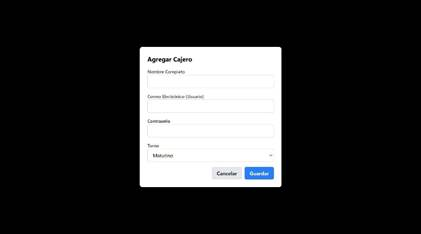 Agregar Cajero
Nombre Completo
Correo Electrónico (Usuario)
Contraseña
Turno
Matutino
Cancelar
Guardar